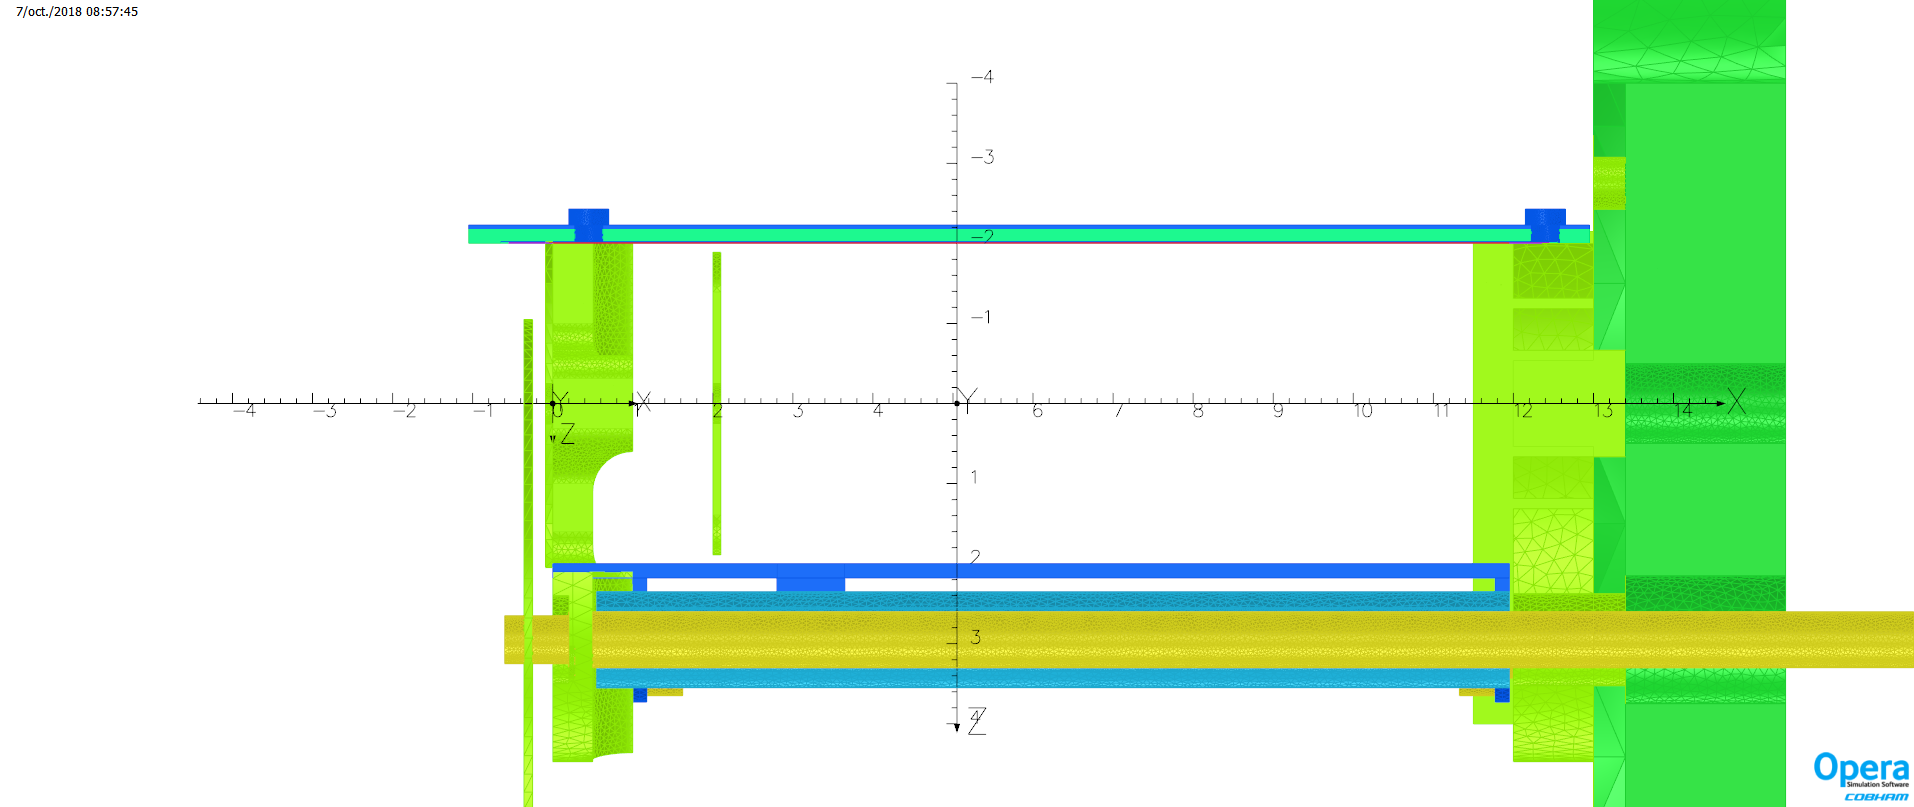 7/oct./2018 08:57:45
-4
-3
-2
-1
-4 -3 -2 -1 0 Y 1 X 2 3 4 Y 6 7 8 9 10 11 12 13 14 X
Z
1
2
3
4
Z
Opera
Simulation Software
COBHAM